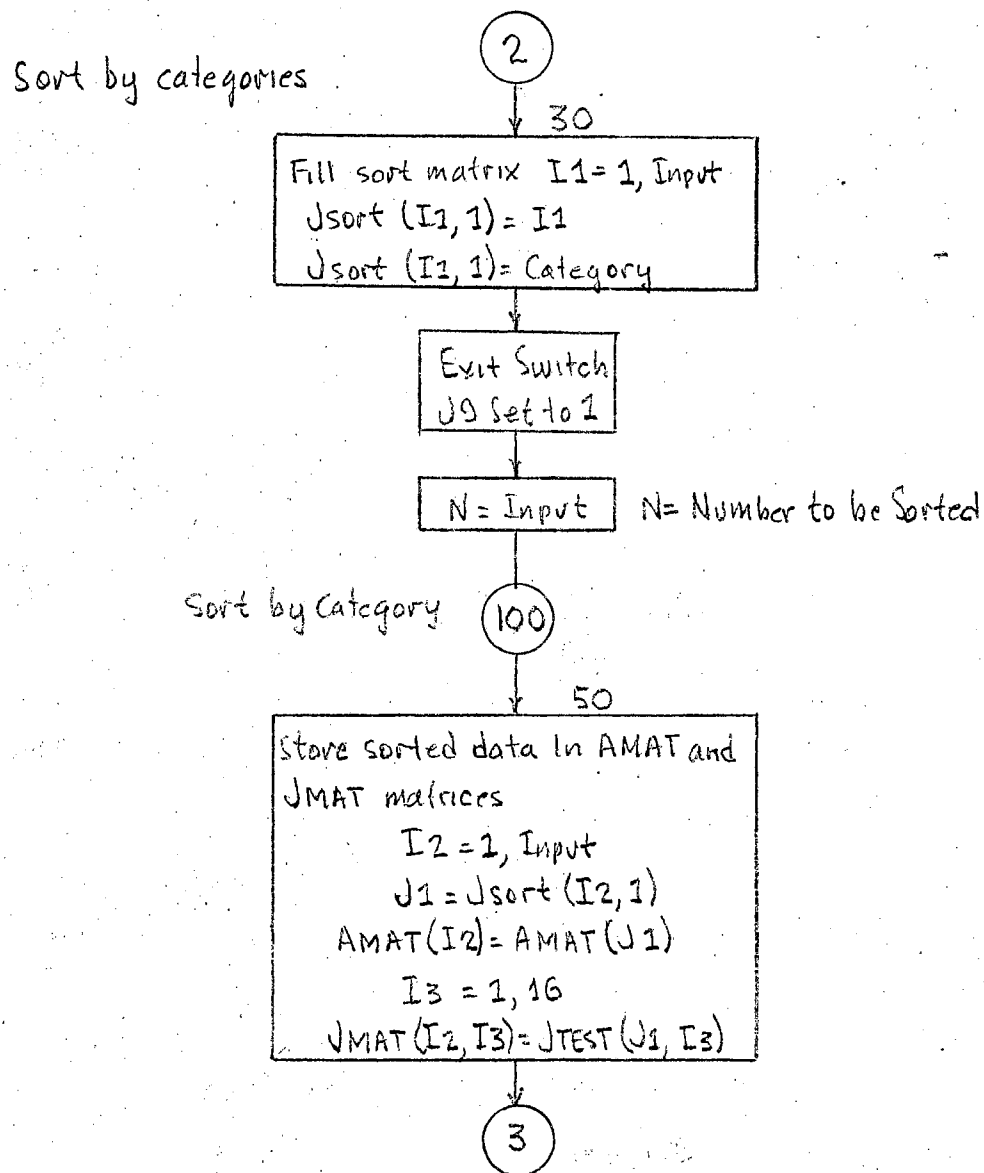 2
Sort by categories
30
Fill sort matrix I1 = 1, Input
Jsort (I1, 1) = I1
Jsort (I1, 1) = Category
Exit Switch
J9 Set to 1
N = Input
N = Number to be Sorted
Sort by Category
100
50
Store sorted data In AMAT and
JMAT matrices
I2 = 1, Input
J1 = Jsort (I2, 1)
AMAT (I2) = AMAT (J1)
I3 = 1, 16
JMAT (I2, I3) = JTEST (J1, I3)
3